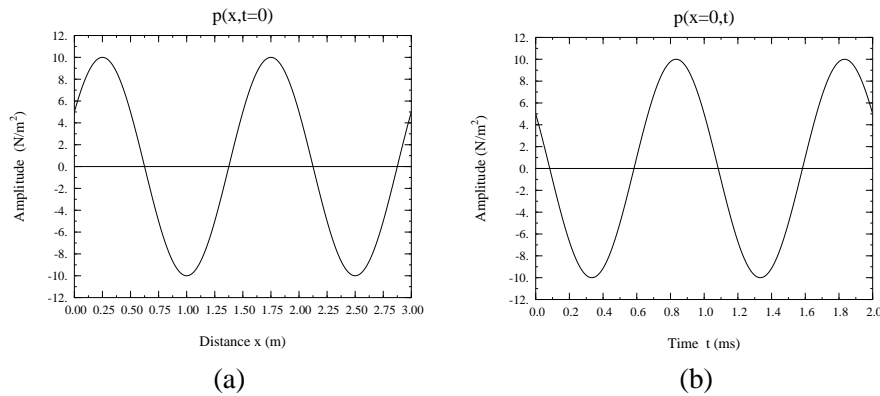 p(x,t=0)
12.
10.
8.
6.
4.
2.
0.
-2.
-4.
-6.
-8.
-10.
-12.
Amplitude (N/m²)
0.00 0.25 0.50 0.75 1.00 1.25 1.50 1.75 2.00 2.25 2.50 2.75 3.00
Distance x (m)
(a)
p(x=0,t)
12.
10.
8.
6.
4.
2.
0.
-2.
-4.
-6.
-8.
-10.
-12.
Amplitude (N/m²)
0.0 0.2 0.4 0.6 0.8 1.0 1.2 1.4 1.6 1.8 2.0
Time t (ms)
(b)